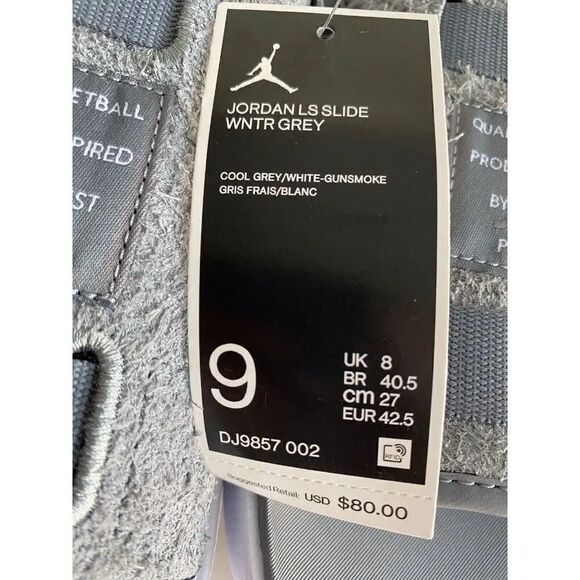 JORDAN LS SLIDE
WNTR GREY
COOL GREY/WHITE-GUNSMOKE
GRIS FRAIS/BLANC
9
UK 8
BR 40.5
cm 27
EUR 42.5
DJ9857 002
RFID
Suggested Retail: USD $80.00
ETBALL
PIRED
ST
QUA
PROD
BY
P